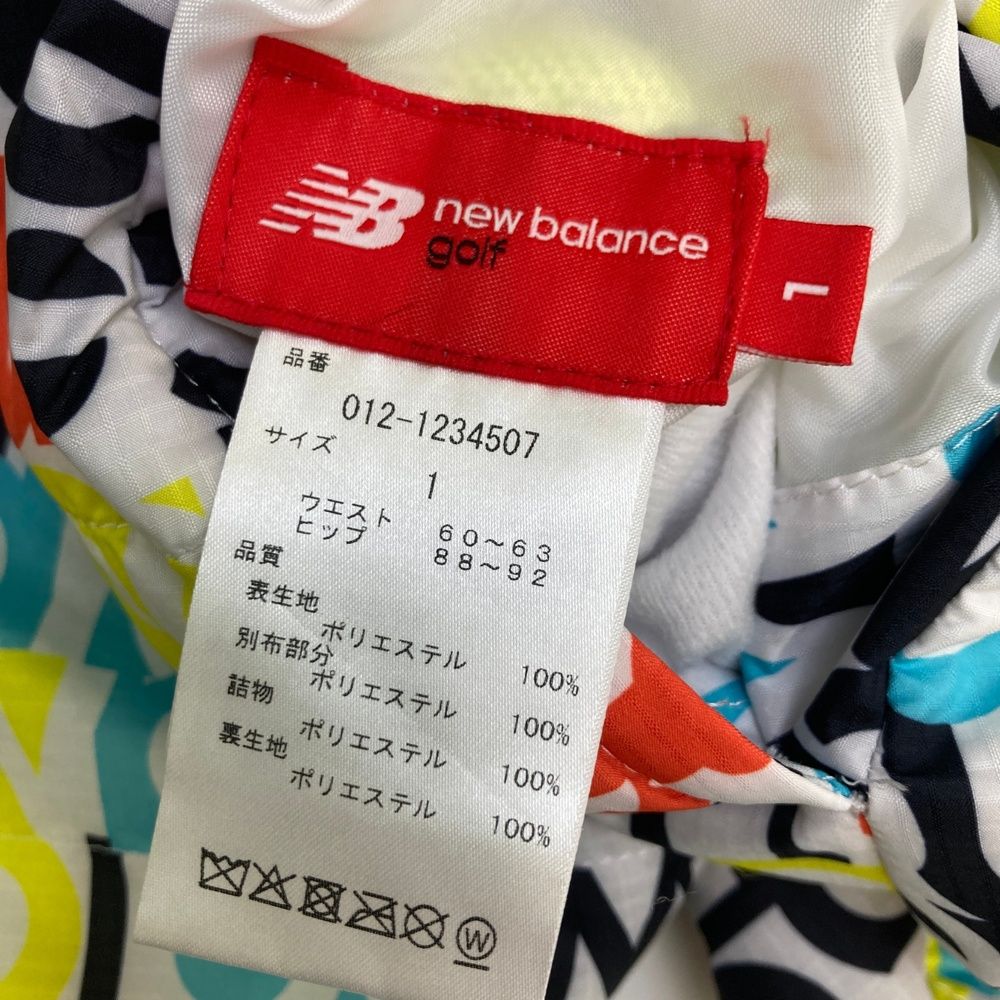 NB new balance
golf
1
品番
012-1234507
サイズ
1
ウエスト 60～63
ヒップ 88～92
品質
表生地
ポリエステル 100%
別布部分
ポリエステル 100%
詰物
ポリエステル 100%
裏生地
ポリエステル 100%
W